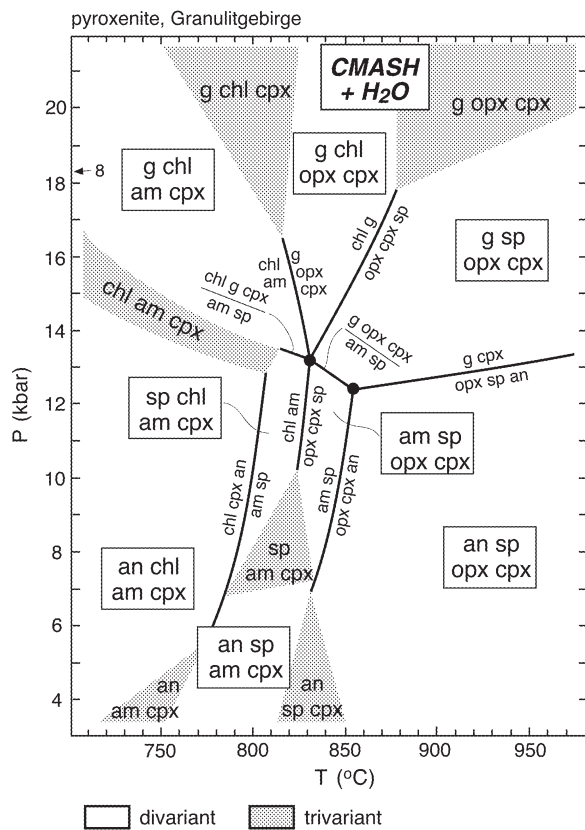 pyroxenite, Granulitgebirge
CMASH
+ H2O
g chl cpx
g opx cpx
g chl
opx cpx
g chl
am cpx
8
chl g
opx cpx sp
g sp
opx cpx
chl
am
g
opx
cpx
chl g cpx
am sp
chl am cpx
g opx cpx
am sp
g cpx
opx sp an
sp chl
am cpx
chl am
opx cpx sp
am sp
opx cpx
chl cpx an
am sp
am sp
opx cpx an
sp
am cpx
an sp
opx cpx
an chl
am cpx
an sp
am cpx
an
am cpx
an
sp cpx
20
18
16
14
12
10
8
6
4
P (kbar)
750 800 850 900 950
T (oC)
divariant trivariant